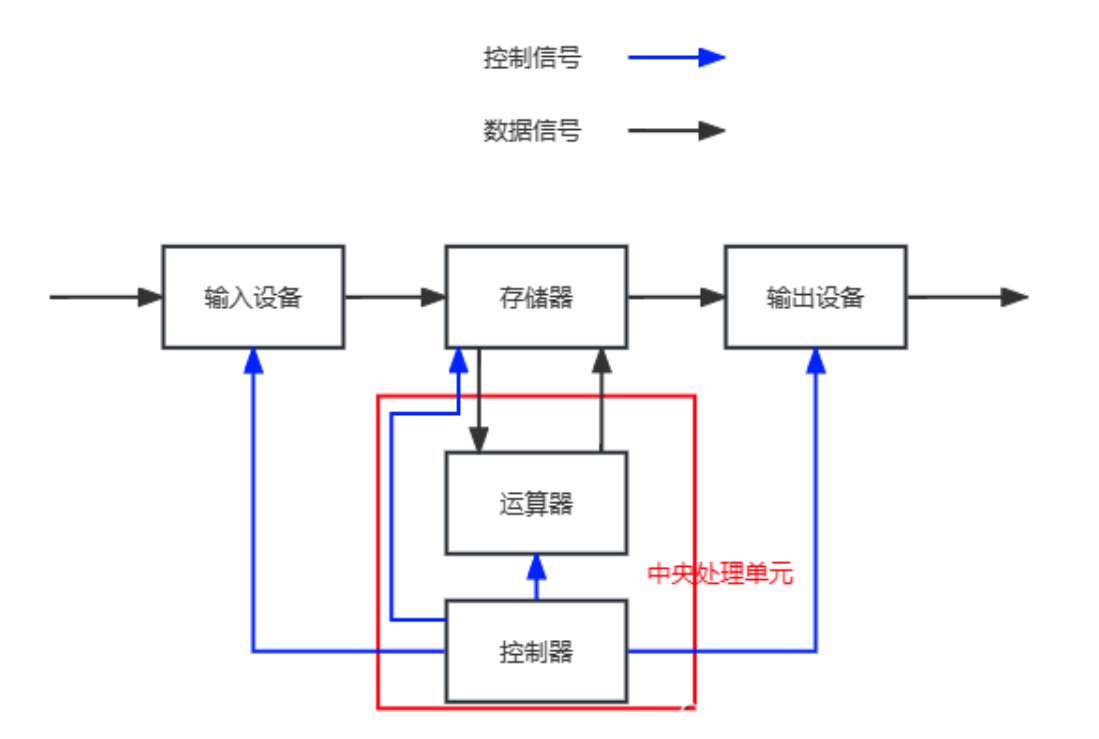 控制信号
数据信号
输入设备
存储器
输出设备
运算器
中央处理单元
控制器